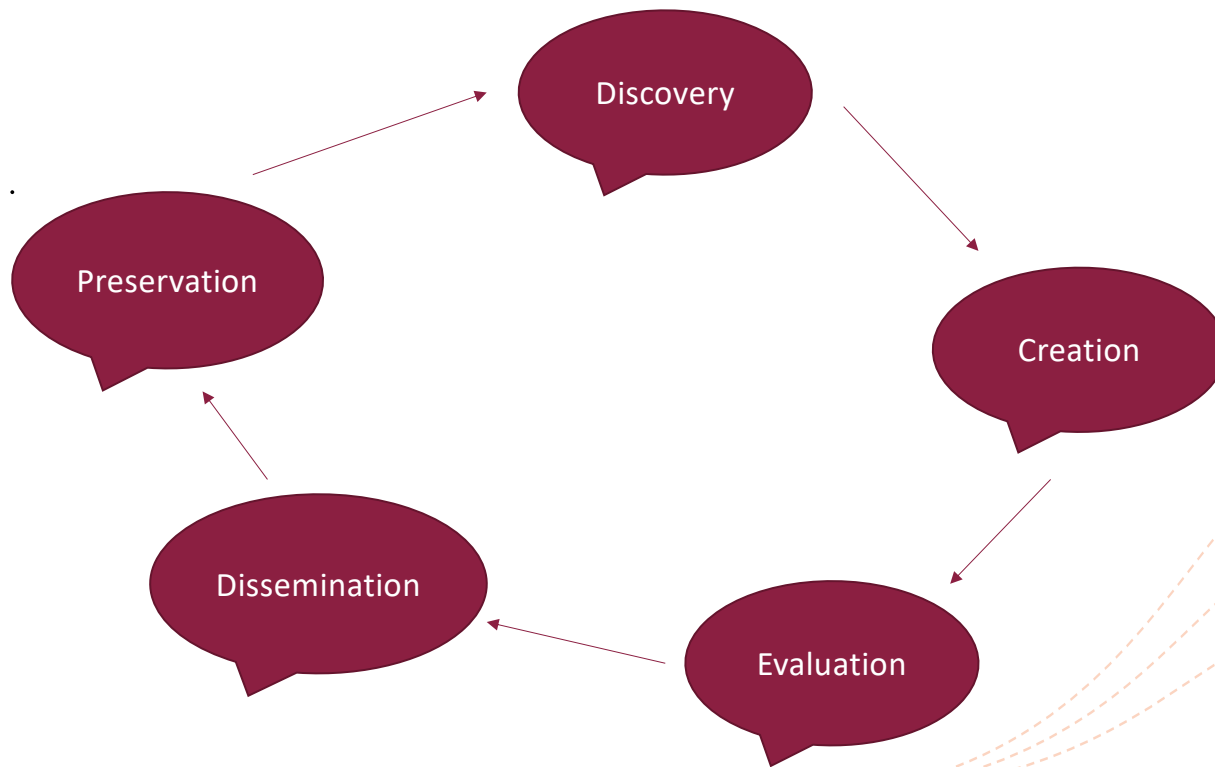 Discovery
.
Preservation
Creation
Dissemination
Evaluation